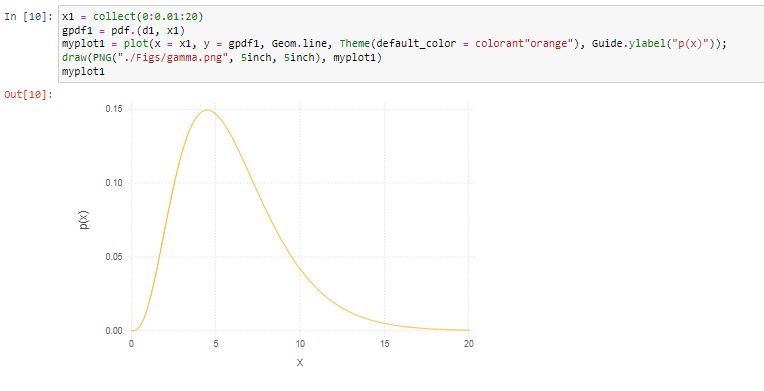 In [10]: x1 = collect(0:0.01:20)
gpdf1 = pdf.(d1, x1)
myplot1 = plot(x = x1, y = gpdf1, Geom.line, Theme(default_color = colorant"orange"), Guide.ylabel("p(x)"));
draw(PNG("./Figs/gamma.png", 5inch, 5inch), myplot1)
myplot1
Out[10]:
0.15
0.10
p(x)
0.05
0.00
0 5 10 15 20
x